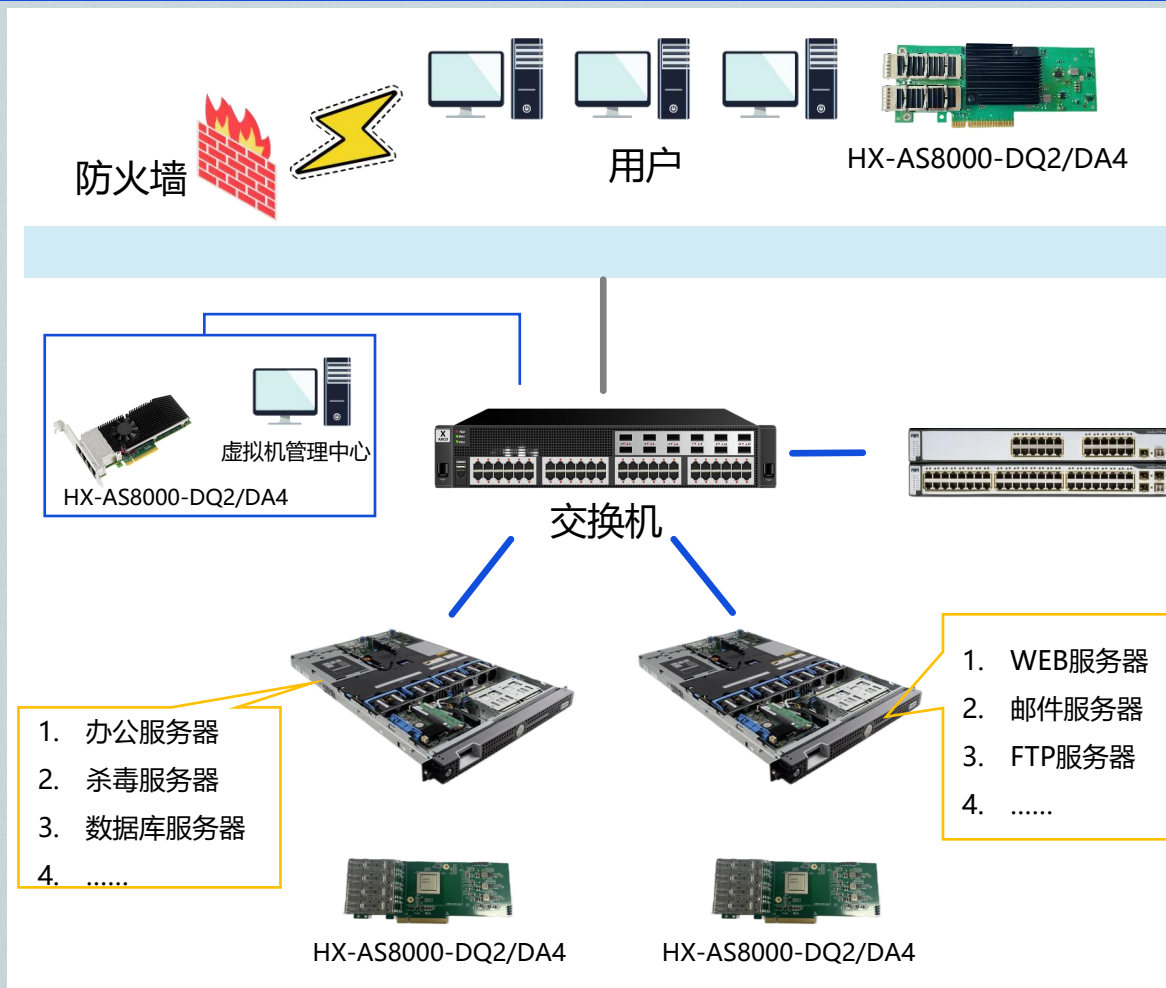 防火墙
用户
HX-AS8000-DQ2/DA4
虚拟机管理中心
HX-AS8000-DQ2/DA4
交换机
1. 办公服务器
2. 杀毒服务器
3. 数据库服务器
4. ......
1. WEB服务器
2. 邮件服务器
3. FTP服务器
4. ......
HX-AS8000-DQ2/DA4
HX-AS8000-DQ2/DA4